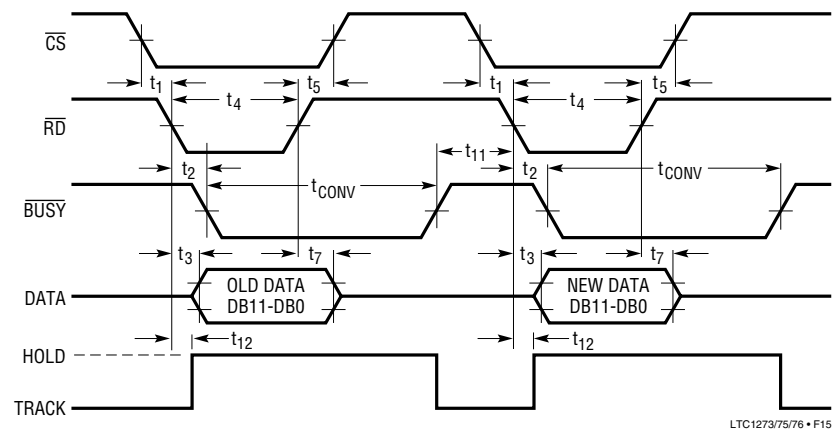 CS
t1 t5 t1 t5
t4 t4
RD
t11
t2 t2
tCONV tCONV
BUSY
t3 t7 t3 t7
DATA
OLD DATA
DB11-DB0
NEW DATA
DB11-DB0
t12 t12
HOLD
TRACK
LTC1273/75/76 • F15